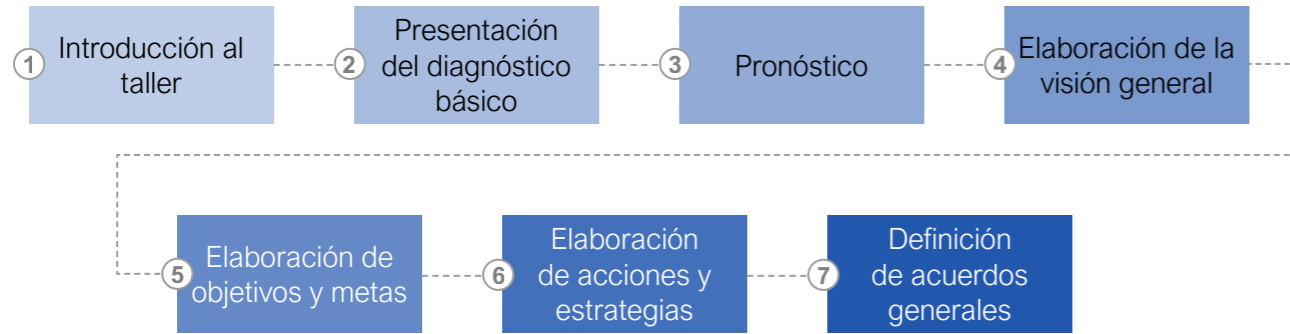 1
Introducción al
taller
2
Presentación
del diagnóstico
básico
3
Pronóstico
4
Elaboración de la
visión general
5
Elaboración de
objetivos y metas
6
Elaboración
de acciones y
estrategias
7
Definición
de acuerdos
generales